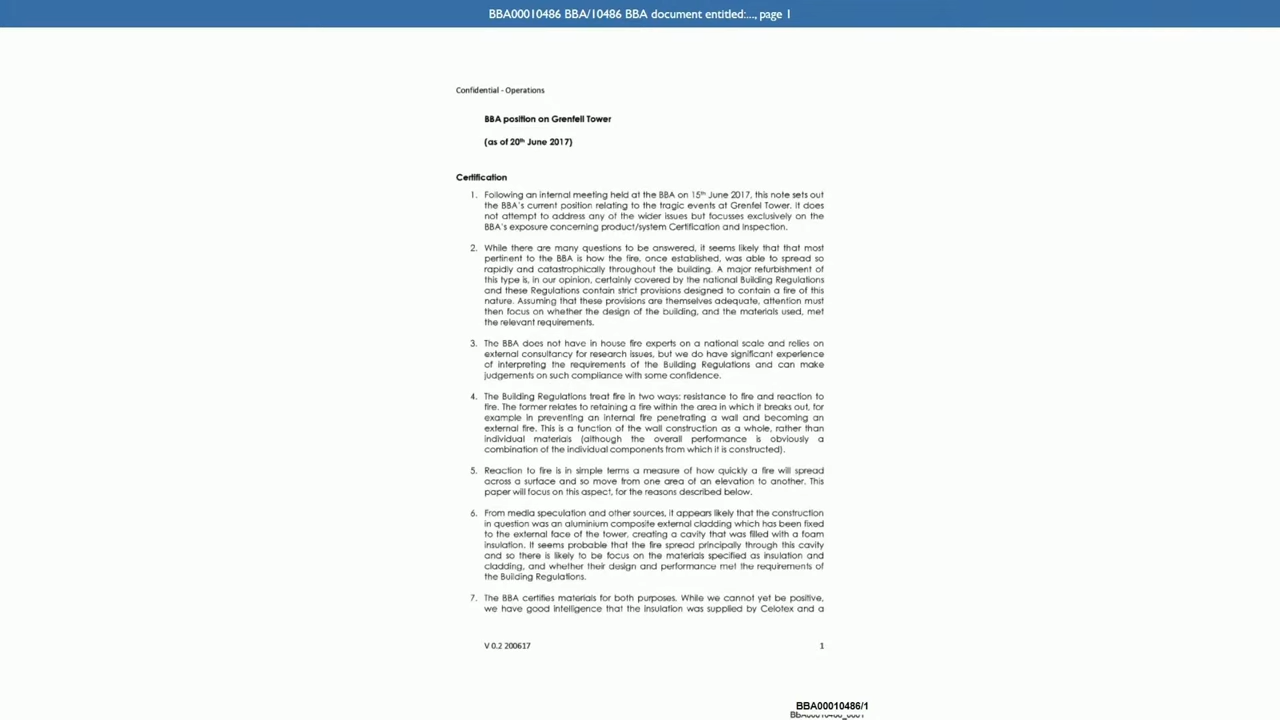 BBA00010486 BBA/10486 BBA document entitled:..., page 1
Confidential - Operations
BBA position on Grenfell Tower
(as of 20th June 2017)
Certification
1. Following an internal meeting held at the BBA on 15th June 2017, this note sets out
the BBA's current position relating to the tragic events at Grenfel Tower. It does
not attempt to address any of the wider issues but focusses exclusively on the
BBA's exposure concerning product/system Certification and Inspection.
2. While there are many questions to be answered, it seems likely that that most
pertinent to the BBA is how the fire, once established, was able to spread so
rapidly and catastrophically throughout the building. A major refurbishment of
this type is, in our opinion, certainly covered by the national Building Regulations
and these Regulations contain strict provisions designed to contain a fire of this
nature. Assuming that these provisions are themselves adequate, attention must
then focus on whether the design of the building, and the materials used, met
the relevant requirements.
3. The BBA does not have in house fire experts on a national scale and relies on
external consultancy for research issues, but we do have significant experience
of interpreting the requirements of the Building Regulations and can make
judgements on such compliance with some confidence.
4. The Building Regulations treat fire in two ways: resistance to fire and reaction to
fire. The former relates to retaining a fire within the area in which it breaks out, for
example in preventing an internal fire penetrating a wall and becoming an
external fire. This is a function of the wall construction as a whole, rather than
individual materials (although the overall performance is obviously a
combination of the individual components from which it is constructed).
5. Reaction to fire is in simple terms a measure of how quickly a fire will spread
across a surface and so move from one area of an elevation to another. This
paper will focus on this aspect, for the reasons described below.
6. From media speculation and other sources, it appears likely that the construction
in question was an aluminium composite external cladding which has been fixed
to the external face of the tower, creating a cavity that was filled with a foam
insulation. It seems probable that the fire spread principally through this cavity
and so there is likely to be focus on the materials specified as insulation and
cladding, and whether their design and performance met the requirements of
the Building Regulations.
7. The BBA certifies materials for both purposes. While we cannot yet be positive,
we have good intelligence that the insulation was supplied by Celotex and a
V 0.2 200617 1
BBA00010486/1